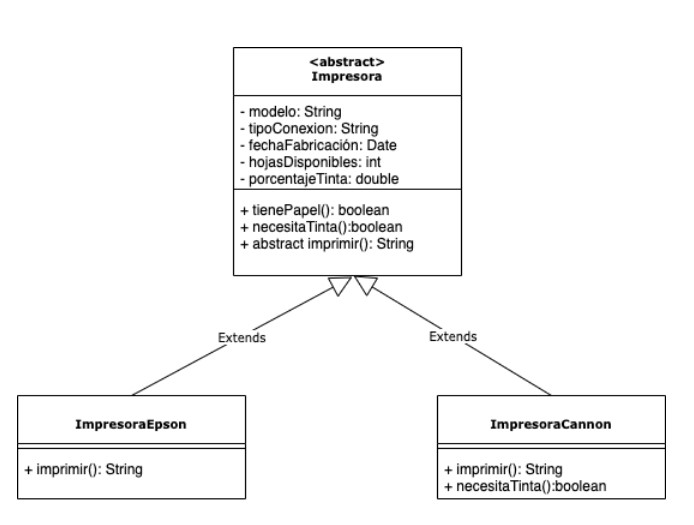 <abstract>
Impresora
- modelo: String
- tipoConexion: String
- fechaFabricación: Date
- hojasDisponibles: int
- porcentajeTinta: double
+ tienePapel(): boolean
+ necesitaTinta():boolean
+ abstract imprimir(): String
Extends
Extends
ImpresoraEpson
+ imprimir(): String
ImpresoraCannon
+ imprimir(): String
+ necesitaTinta():boolean